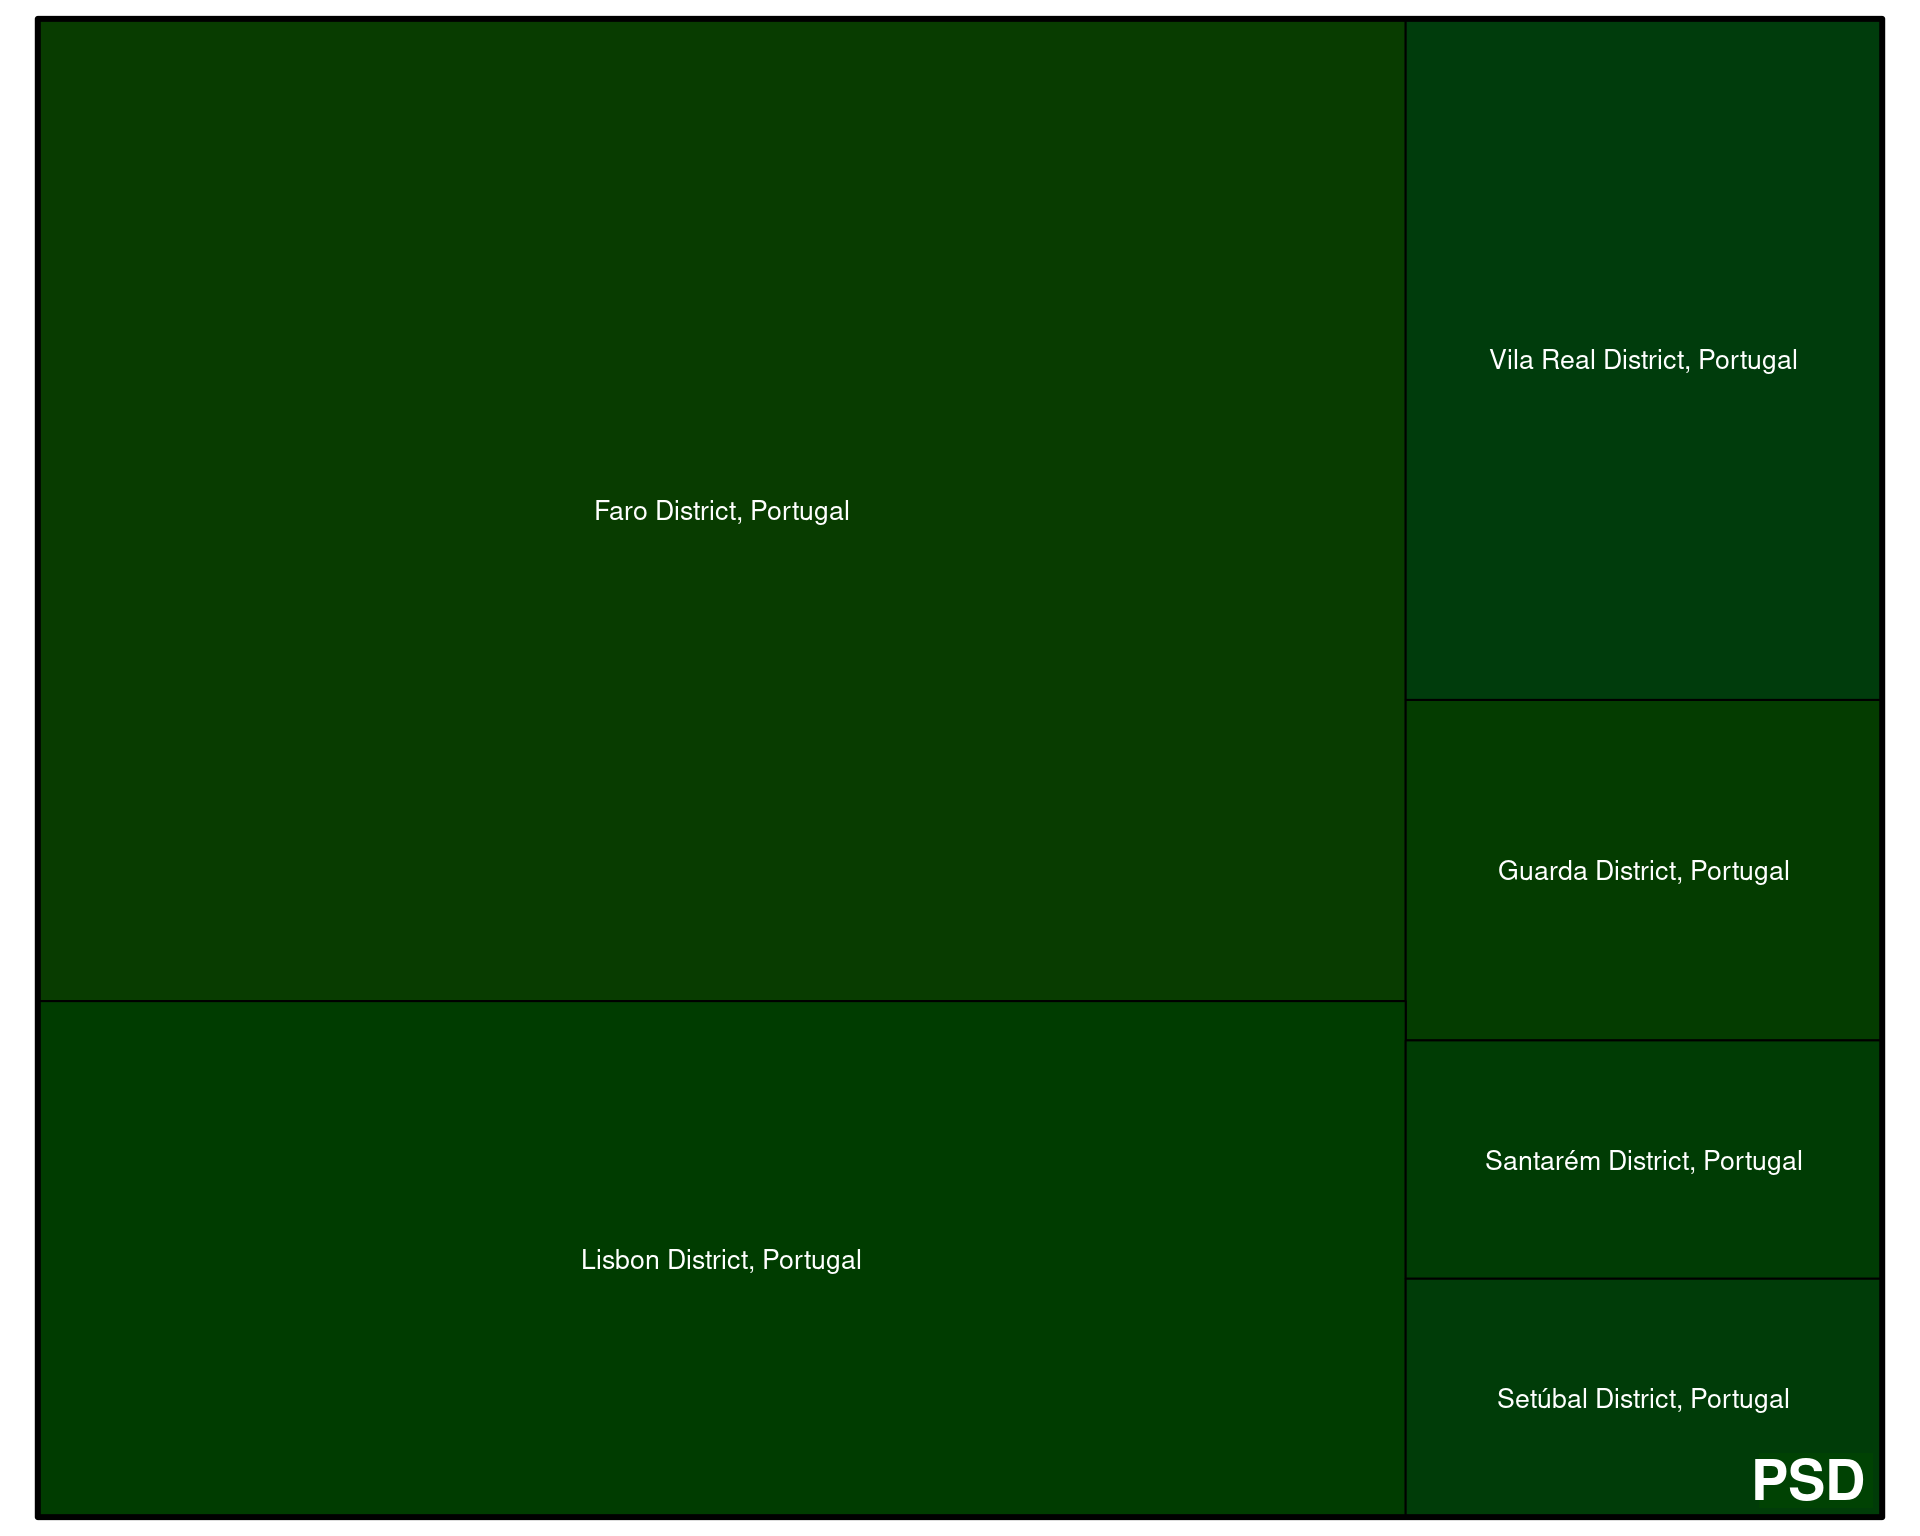 Faro District, Portugal
Lisbon District, Portugal
Vila Real District, Portugal
Guarda District, Portugal
Santarém District, Portugal
Setúbal District, Portugal
PSD